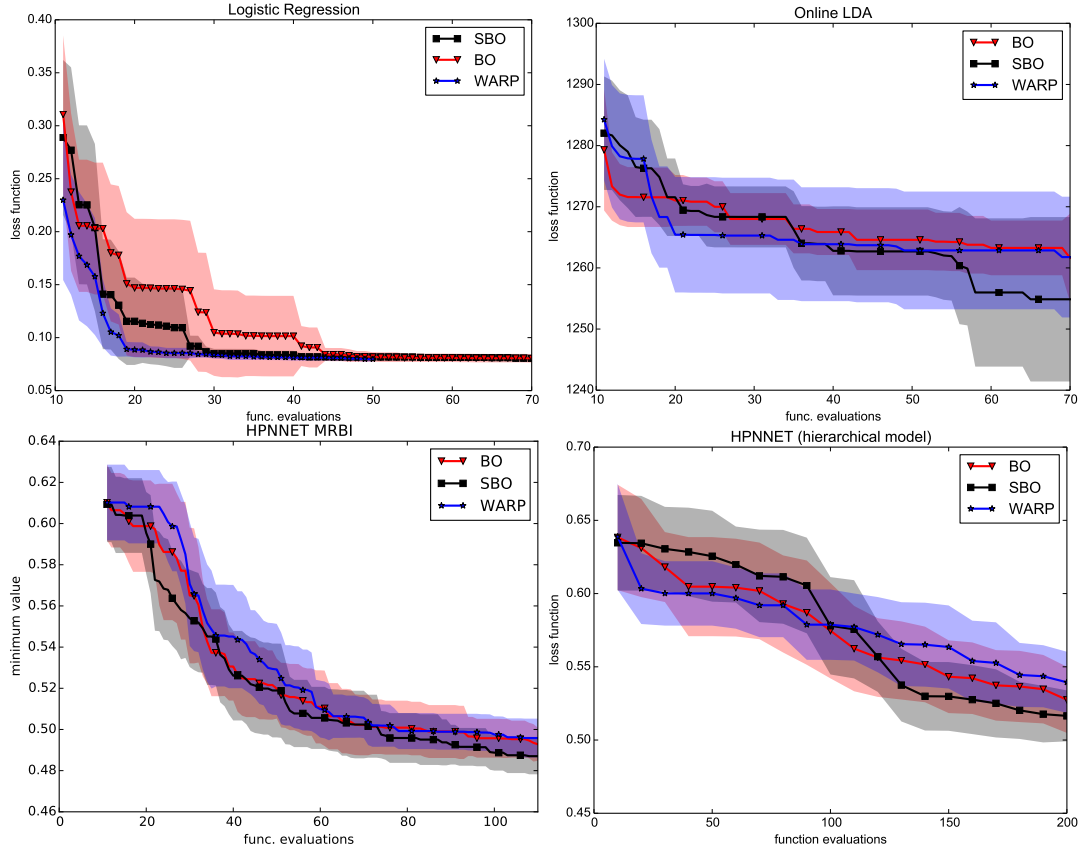 Logistic Regression
0.40
0.35
0.30
0.25
0.20
0.15
0.10
0.05
loss function
SBO
BO
WARP
10 20 30 40 50 60 70
func. evaluations
Online LDA
1300
1290
1280
1270
1260
1250
1240
loss function
BO
SBO
WARP
10 20 30 40 50 60 70
func. evaluations
HPNNET MRBI
0.64
0.62
0.60
0.58
0.56
0.54
0.52
0.50
0.48
0.46
minimum value
BO
SBO
WARP
0 20 40 60 80 100
func. evaluations
HPNNET (hierarchical model)
0.70
0.65
0.60
0.55
0.50
0.45
loss function
BO
SBO
WARP
0 50 100 150 200
function evaluations